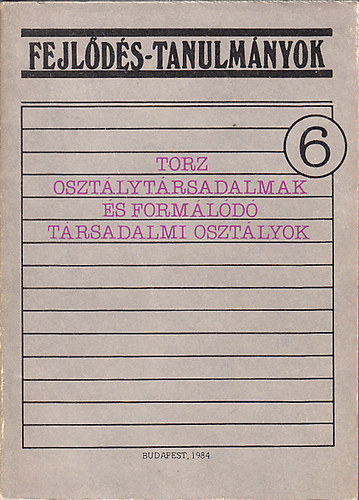 FEJLŐDÉS-TANULMÁNYOK
6
TORZ
OSZTÁLYTÁRSADALMAK
ÉS FORMÁLÓDÓ
TÁRSADALMI OSZTÁLYOK
BUDAPEST, 1984